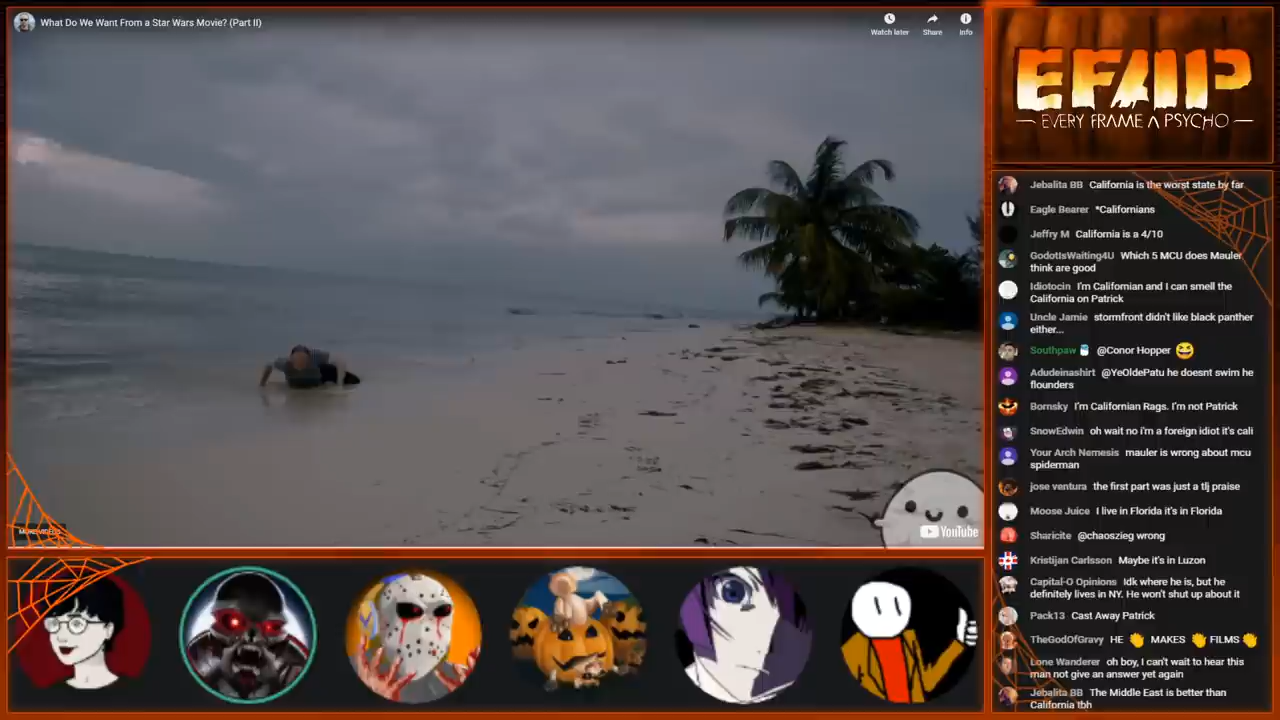 What Do We Want From a Star Wars Movie? (Part II)
Watch later
Share
Info
YouTube
EFAP
EVERY FRAME A PSYCHO
Jebalita BB California is the worst state by far
Eagle Bearer *Californians
Jeffry M California is a 4/10
GodotIsWaiting4U Which 5 MCU does Mauler
think are good
Idiotocin I'm Californian and I can smell the
California on Patrick
Uncle Jamie stormfront didn't like black panther
either...
Southpaw @Conor Hopper 😆
Adudeinashirt @YeOldePatu he doesnt swim he
flounders
Bornsky I'm Californian Rags. I'm not Patrick
SnowEdwin oh wait no i'm a foreign idiot it's cali
Your Arch Nemesis mauler is wrong about mcu
spiderman
jose ventura the first part was just a tlj praise
Moose Juice I live in Florida it's in Florida
Sharicite @chaoszieg wrong
Kristijan Carlsson Maybe it's in Luzon
Capital-O Opinions Idk where he is, but he
definitely lives in NY. He won't shut up about it
Pack13 Cast Away Patrick
TheGodOfGravy HE 👏 MAKES 👏 FILMS 👏
Lone Wanderer oh boy, I can't wait to hear this
man not give an answer yet again
Jebalita BB The Middle East is better than
California tbh